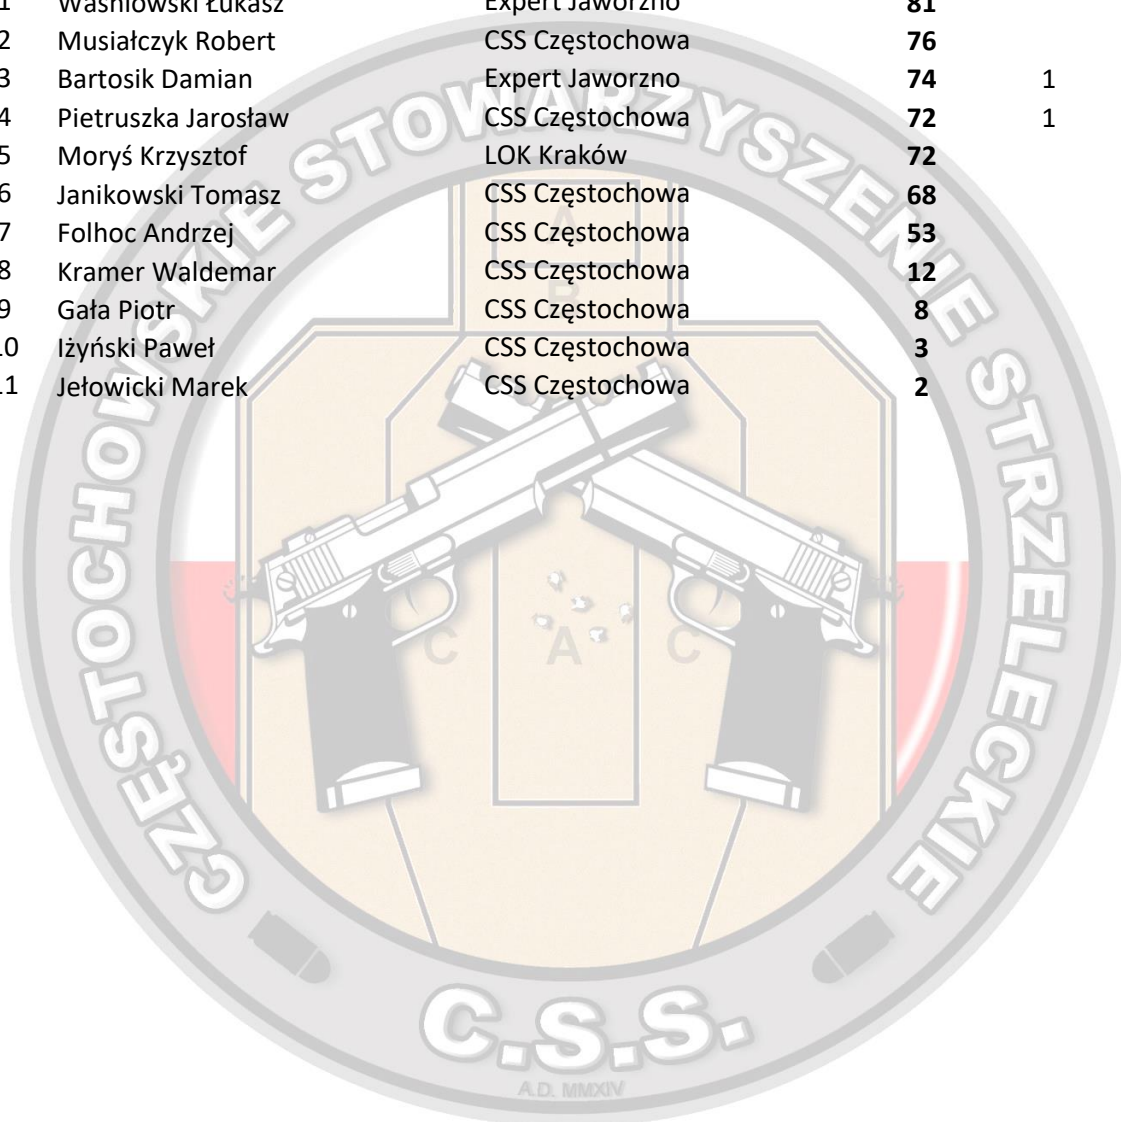 1 Waśniowski Łukasz Expert Jaworzno 81
2 Musiałczyk Robert CSS Częstochowa 76
3 Bartosik Damian Expert Jaworzno 74 1
4 Pietruszka Jarosław CSS Częstochowa 72 1
5 Moryś Krzysztof LOK Kraków 72
6 Janikowski Tomasz CSS Częstochowa 68
7 Folhoc Andrzej CSS Częstochowa 53
8 Kramer Waldemar CSS Częstochowa 12
9 Gała Piotr CSS Częstochowa 8
10 Iżyński Paweł CSS Częstochowa 3
11 Jełowicki Marek CSS Częstochowa 2
CZĘSTOCHOWSKIE STOWARZYSZENIE STRZELECKIE
A
B
C A C
C.S.S.
A.D. MMXIV